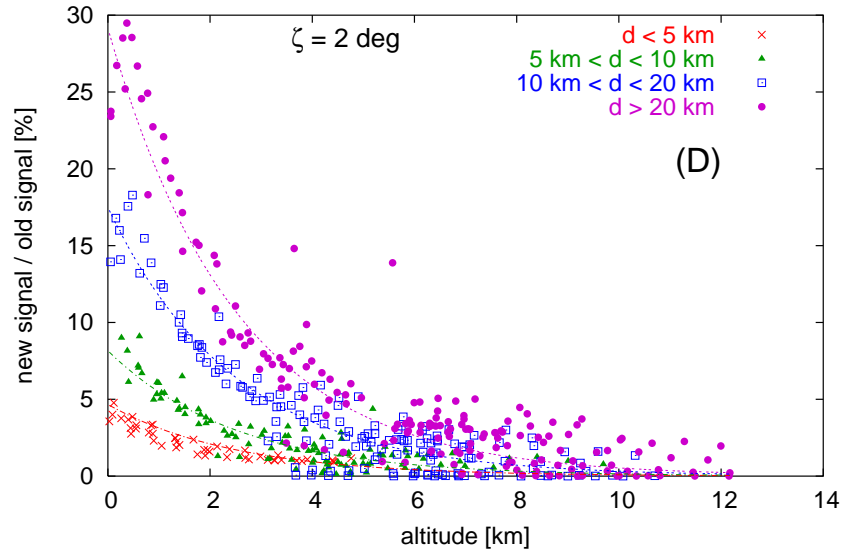 30
25
20
15
10
5
0
new signal / old signal [%]
ζ = 2 deg
d < 5 km
5 km < d < 10 km
10 km < d < 20 km
d > 20 km
(D)
0 2 4 6 8 10 12 14
altitude [km]